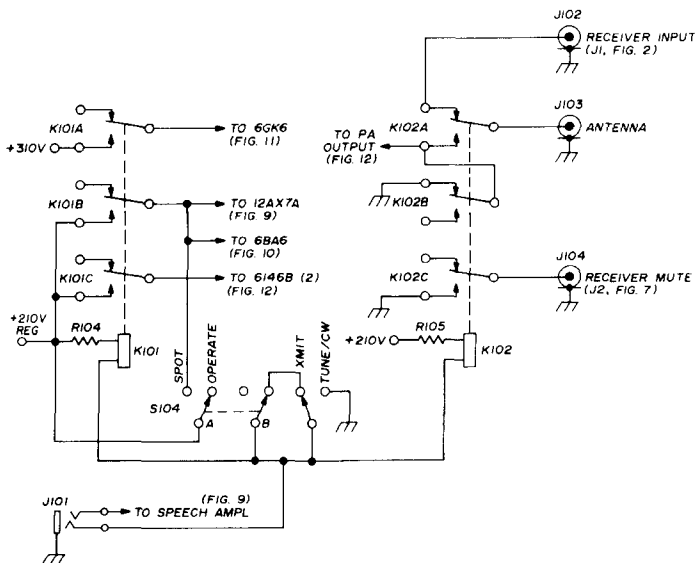 J102
RECEIVER INPUT
(J1, FIG. 2)
J103
ANTENNA
K101A
+310V
TO 6GK6
(FIG. 11)
K102A
TO PA
OUTPUT
(FIG. 12)
K101B
TO 12AX7A
(FIG. 9)
K102B
TO 6BA6
(FIG. 10)
K101C
TO 6146B (2)
(FIG. 12)
K102C
J104
RECEIVER MUTE
(J2, FIG. 7)
+210V
REG
R104
K101
+210V
R105
K102
SPOT
OPERATE
XMIT
TUNE/CW
S104
A
B
J101
(FIG. 9)
TO SPEECH AMPL